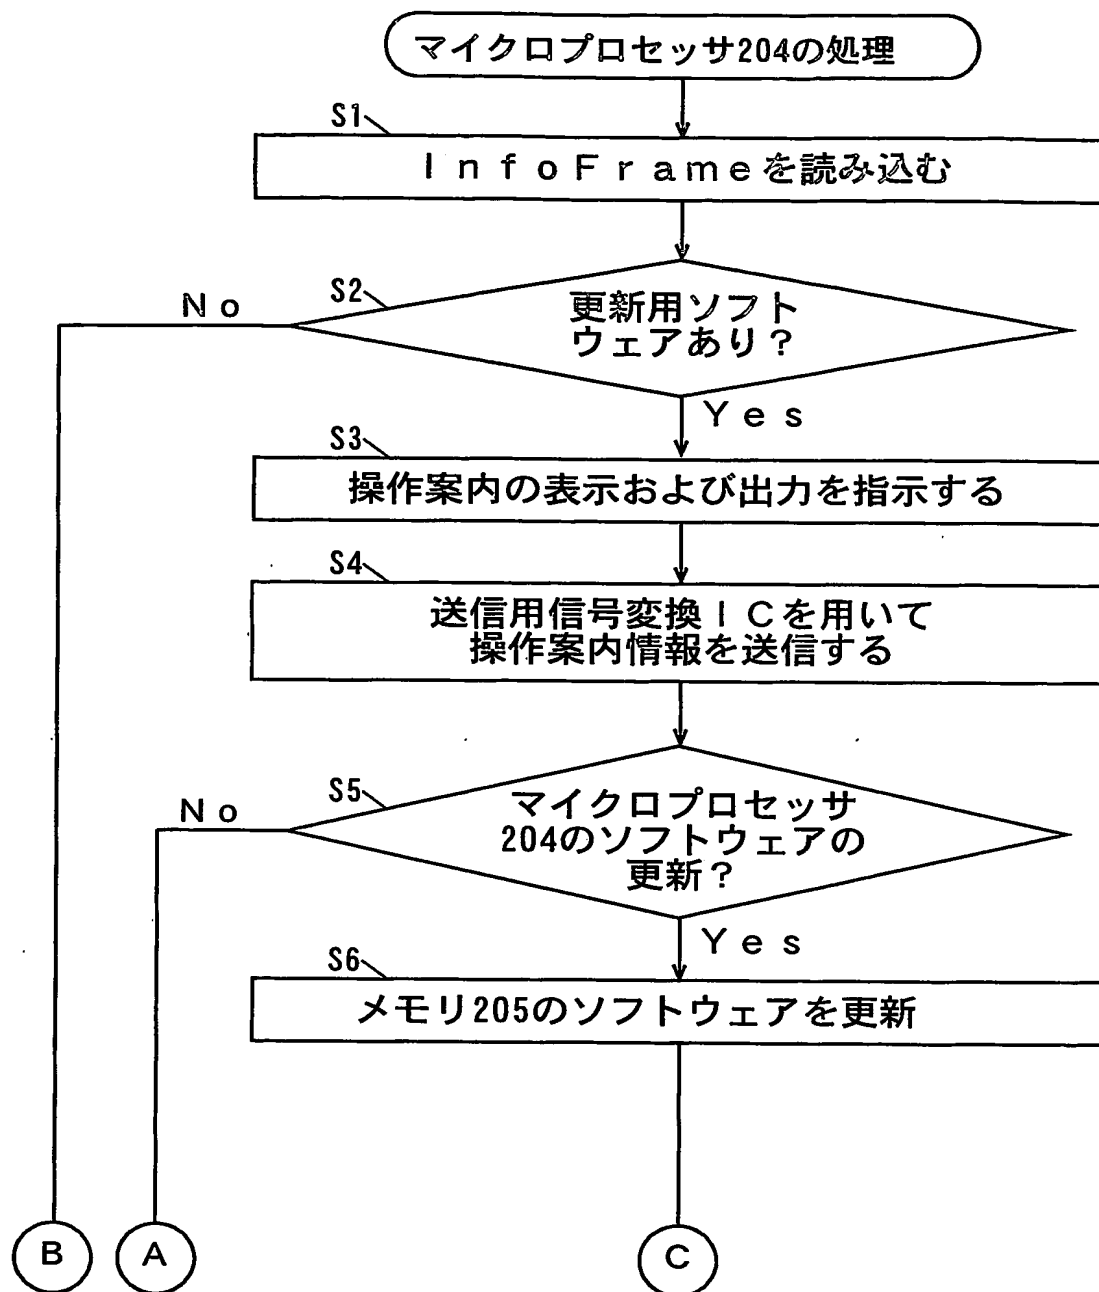 マイクロプロセッサ204の処理
S1
InfoFrameを読み込む
S2
No
更新用ソフト
ウェアあり?
Yes
S3
操作案内の表示および出力を指示する
S4
送信用信号変換ICを用いて
操作案内情報を送信する
S5
No
マイクロプロセッサ
204のソフトウェアの
更新?
Yes
S6
メモリ205のソフトウェアを更新
B
A
C